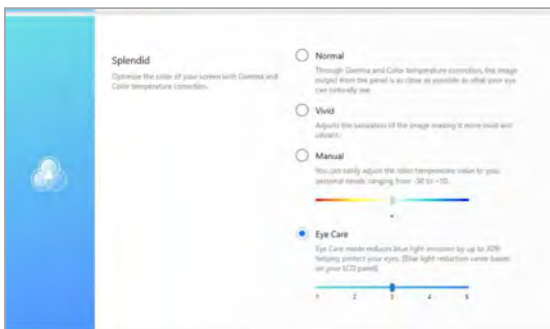 Splendid
Optimize the color of your screen with Gamma and
Color temperature correction.
Normal
Through Gamma and Color temperature correction, the image
output from the panel is as close as possible as what your eye
can naturally see.
Vivid
Adjusts the saturation of the image making it more vivid and
vibrant.
Manual
You can easily adjust the color temperature value to your
personal needs, ranging from -50 to +50.
Eye Care
Eye Care mode reduces blue light emission by up to 30%
helping protect your eyes. (Blue light reduction varies based
on your LCD panel)
1 2 3 4 5